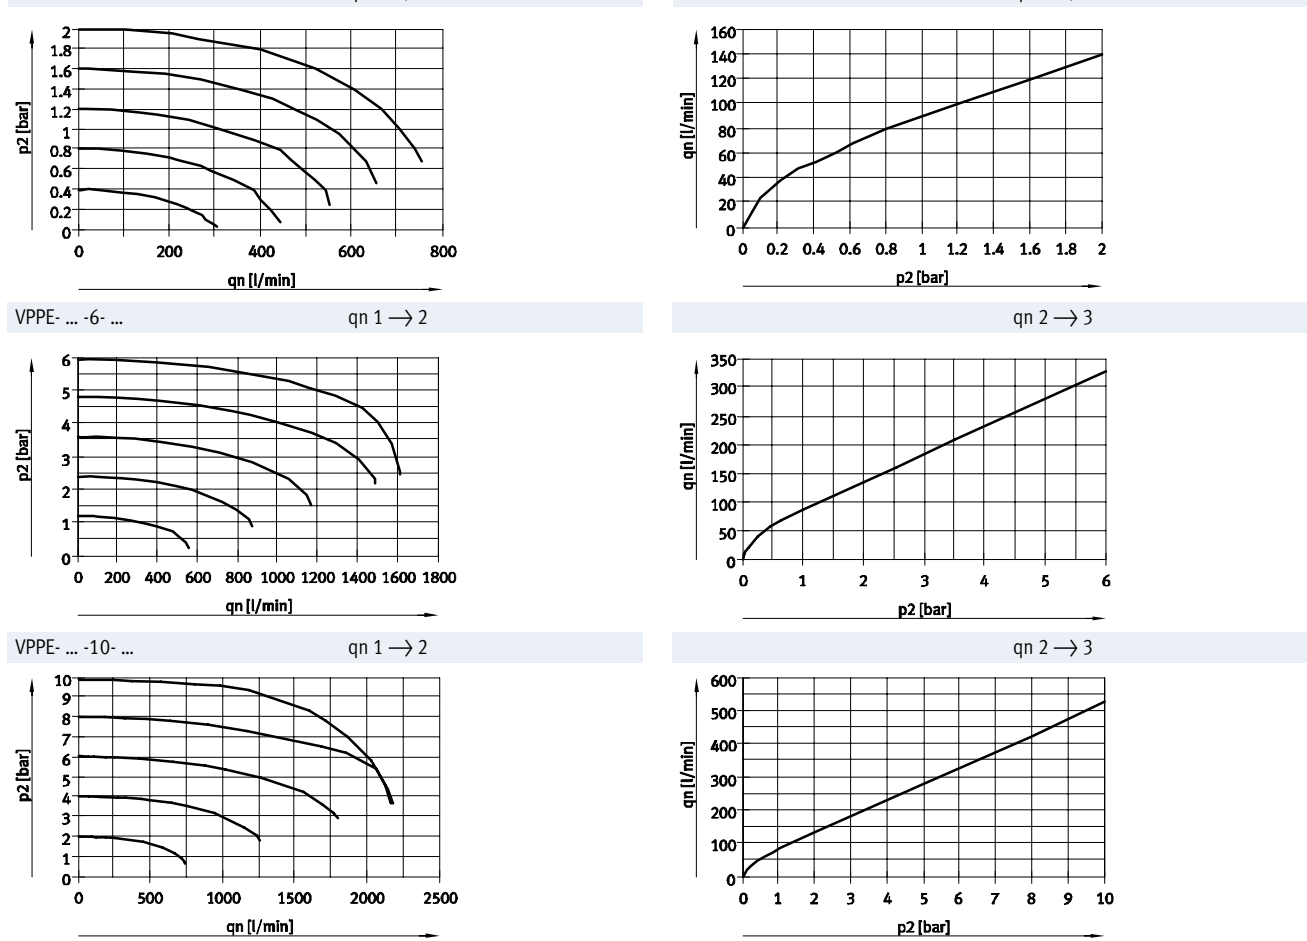 2
1.8
1.6
1.4
1.2
1
0.8
0.6
0.4
0.2
0
p2 [bar]
0 200 400 600 800
qn [l/min]
160
140
120
100
80
60
40
20
0
qn [l/min]
0 0.2 0.4 0.6 0.8 1 1.2 1.4 1.6 1.8 2
p2 [bar]
VPPE- ... -6- ... qn 1 → 2 qn 2 → 3
6
5
4
3
2
1
0
p2 [bar]
0 200 400 600 800 1000 1200 1400 1600 1800
qn [l/min]
350
300
250
200
150
100
50
0
qn [l/min]
0 1 2 3 4 5 6
p2 [bar]
VPPE- ... -10- ... qn 1 → 2 qn 2 → 3
10
9
8
7
6
5
4
3
2
1
0
p2 [bar]
0 500 1000 1500 2000 2500
qn [l/min]
600
500
400
300
200
100
0
qn [l/min]
0 1 2 3 4 5 6 7 8 9 10
p2 [bar]